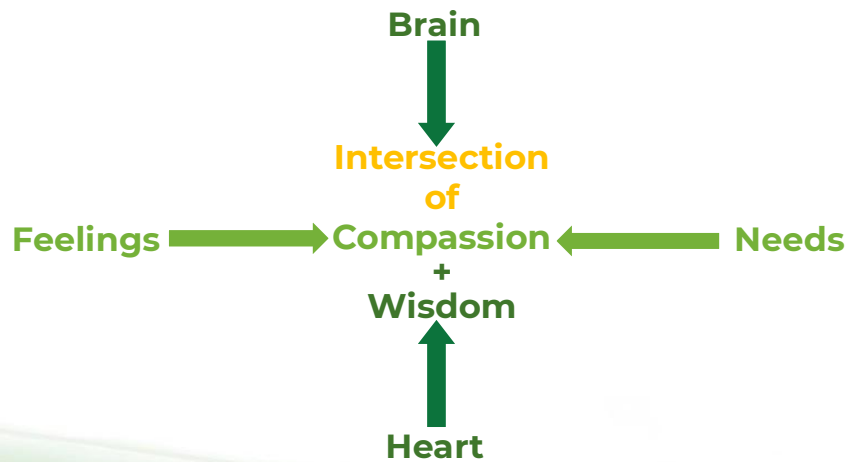 Brain
Intersection
of
Feelings Compassion Needs
+
Wisdom
Heart